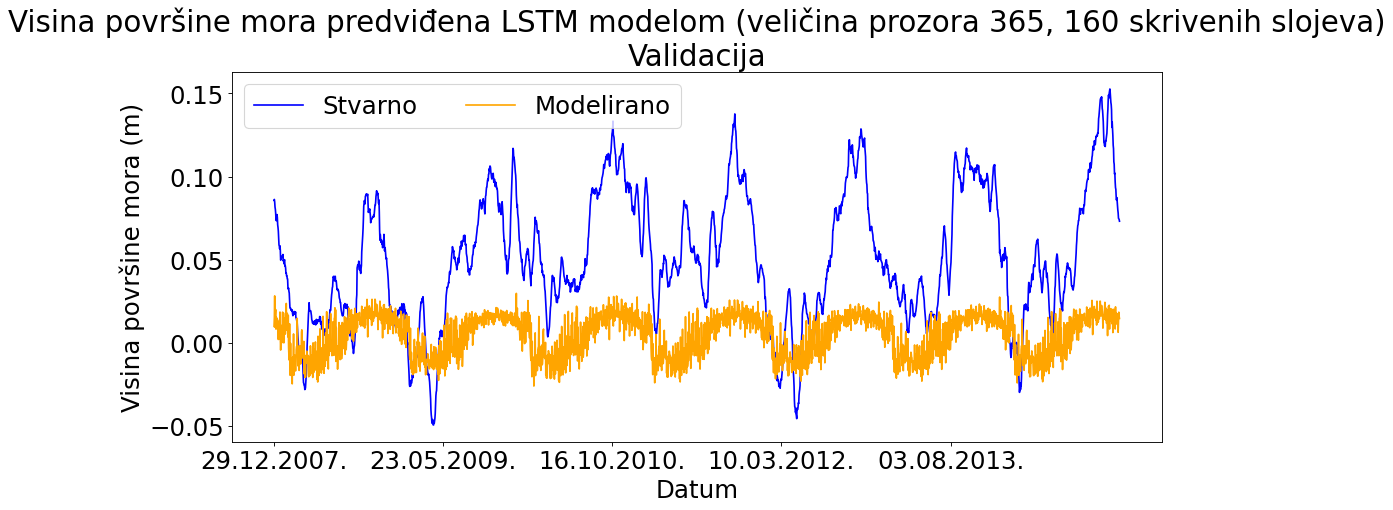 Visina površine mora predviđena LSTM modelom (veličina prozora 365, 160 skrivenih slojeva)
Validacija
Stvarno
Modelirano
Visina površine mora (m)
0.15
0.10
0.05
0.00
−0.05
29.12.2007.
23.05.2009.
16.10.2010.
10.03.2012.
03.08.2013.
Datum